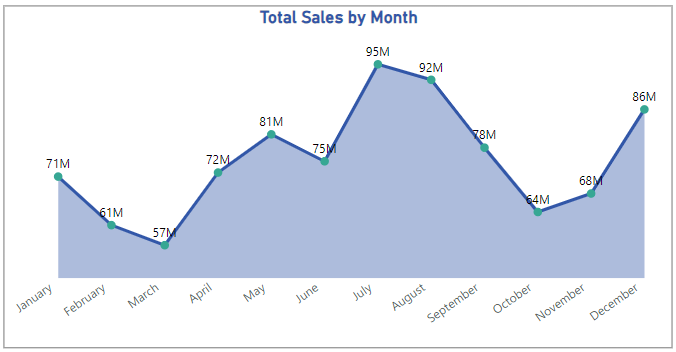 Total Sales by Month
95M
92M
86M
81M
78M
75M
72M
71M
68M
64M
61M
57M
January
February
March
April
May
June
July
August
September
October
November
December